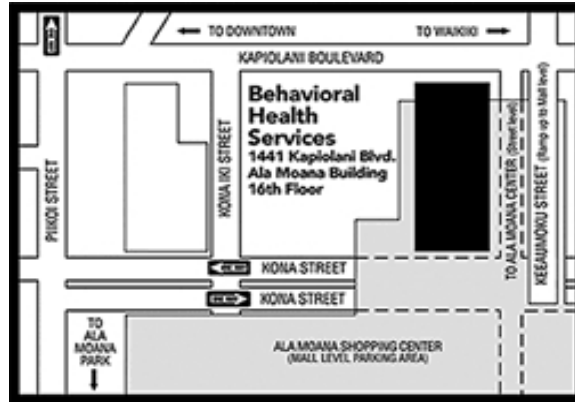 TO DOWNTOWN
TO WAIKIKI
KAPIOLANI BOULEVARD
Behavioral
Health
Services
1441 Kapiolani Blvd.
Ala Moana Building
16th Floor
PIIKOI STREET
KONA IKI STREET
TO ALA MOANA CENTER (Street level)
KEEAUMOKU STREET (Ramp up to Mall level)
KONA STREET
KONA STREET
TO
ALA
MOANA
PARK
ALA MOANA SHOPPING CENTER
(MALL LEVEL PARKING AREA)